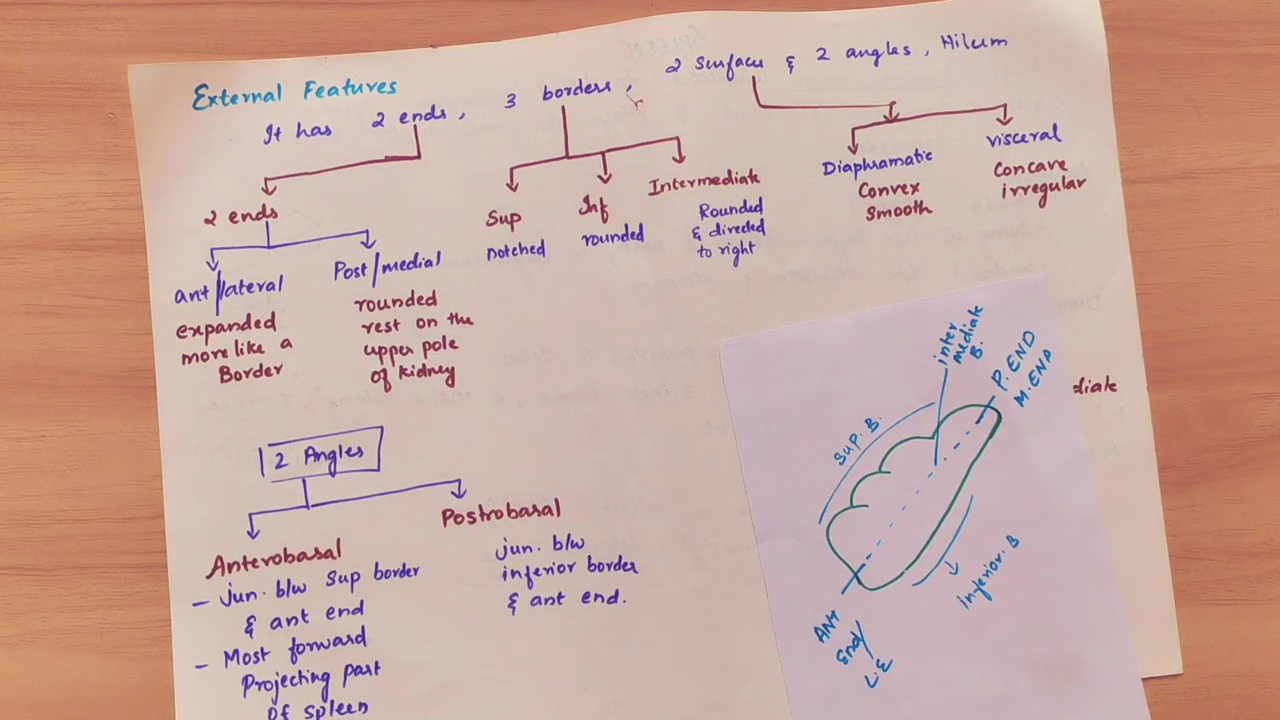 External Features
It has 2 ends, 3 borders, 2 Surfaces & 2 angles, Hilum
2 ends
ant/lateral
expanded
more like a
Border
Post/medial
rounded
rest on the
upper pole
of kidney
Sup
notched
Inf
rounded
Intermediate
Rounded
& directed
to right
Diaphramatic
Convex
Smooth
visceral
Concave
irregular
2 Angles
Anterobasal
- Jun. b/w Sup border
& ant end
- Most forward
Projecting part
of spleen
Postrobasal
jun. b/w
inferior border
& ant end.
diate
inter
mediate
B.
P. END
M. END
Sup. B.
inferior. B
ANt
End/
L.E